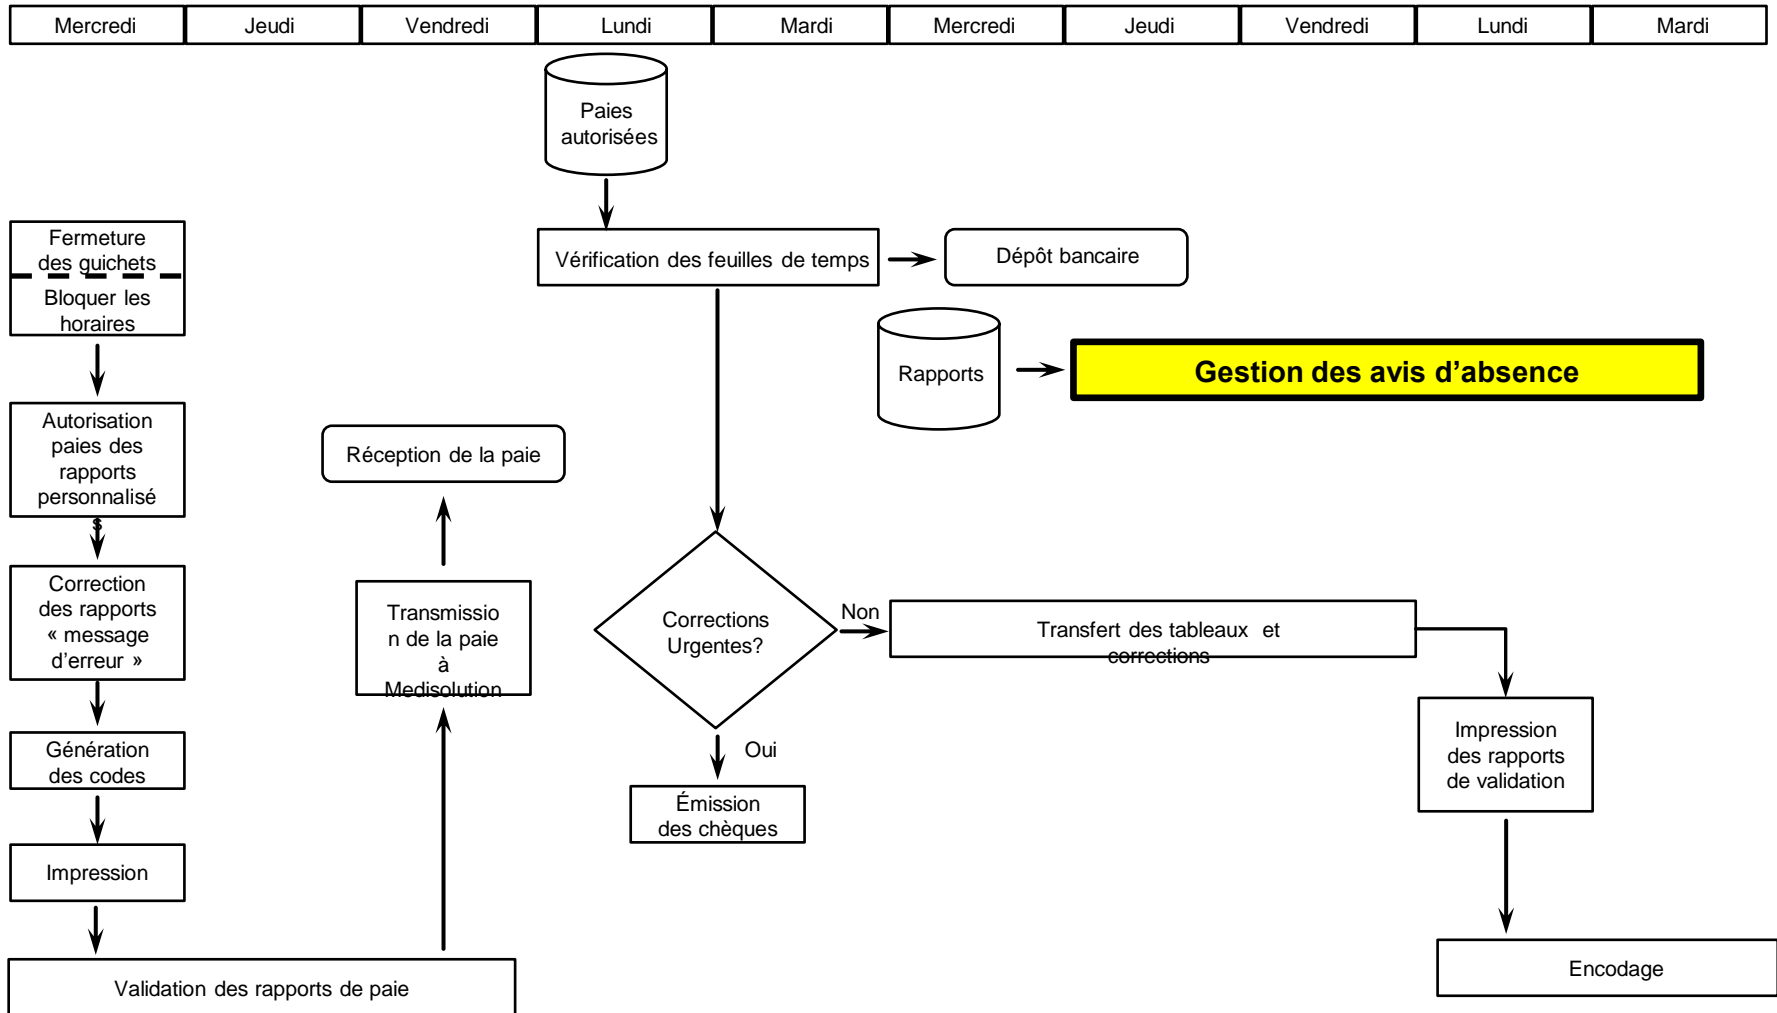 Mercredi
Jeudi
Vendredi
Lundi
Mardi
Mercredi
Jeudi
Vendredi
Lundi
Mardi
Paies
autorisées
Fermeture
des guichets
Bloquer les
horaires
Vérification des feuilles de temps
Dépôt bancaire
Rapports
Gestion des avis d’absence
Autorisation
paies des
rapports
personnalisé
s
Réception de la paie
Correction
des rapports
« message
d’erreur »
Transmissio
n de la paie
à
Medisolution
Corrections
Urgentes?
Non
Transfert des tableaux et
corrections
Oui
Génération
des codes
Émission
des chèques
Impression
des rapports
de validation
Impression
Validation des rapports de paie
Encodage